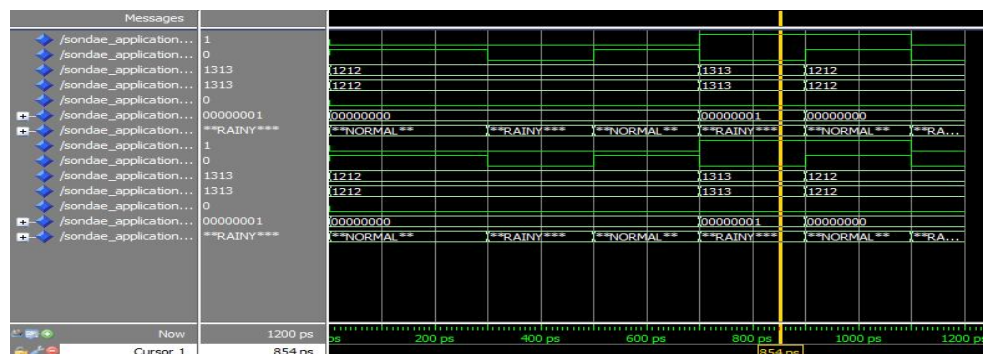 Messages
/sondae_application... 1
/sondae_application... 0
/sondae_application... 1313 1212 1313 1212
/sondae_application... 1313 1212 1313 1212
/sondae_application... 0
/sondae_application... 00000001 00000000 00000001 00000000
/sondae_application... **RAINY*** **NORMAL** **RAINY*** **NORMAL** **RAINY*** **NORMAL** **RA...
/sondae_application... 1
/sondae_application... 0
/sondae_application... 1313 1212 1313 1212
/sondae_application... 1313 1212 1313 1212
/sondae_application... 0
/sondae_application... 00000001 00000000 00000001 00000000
/sondae_application... **RAINY*** **NORMAL** **RAINY*** **NORMAL** **RAINY*** **NORMAL** **RA...
Now 1200 ps ps 200 ps 400 ps 600 ps 800 ps 1000 ps 1200 p
Cursor 1 854 ps 854 ps